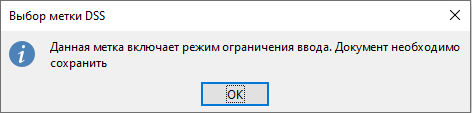 Выбор метки DSS
Данная метка включает режим ограничения ввода. Документ необходимо
сохранить
OK